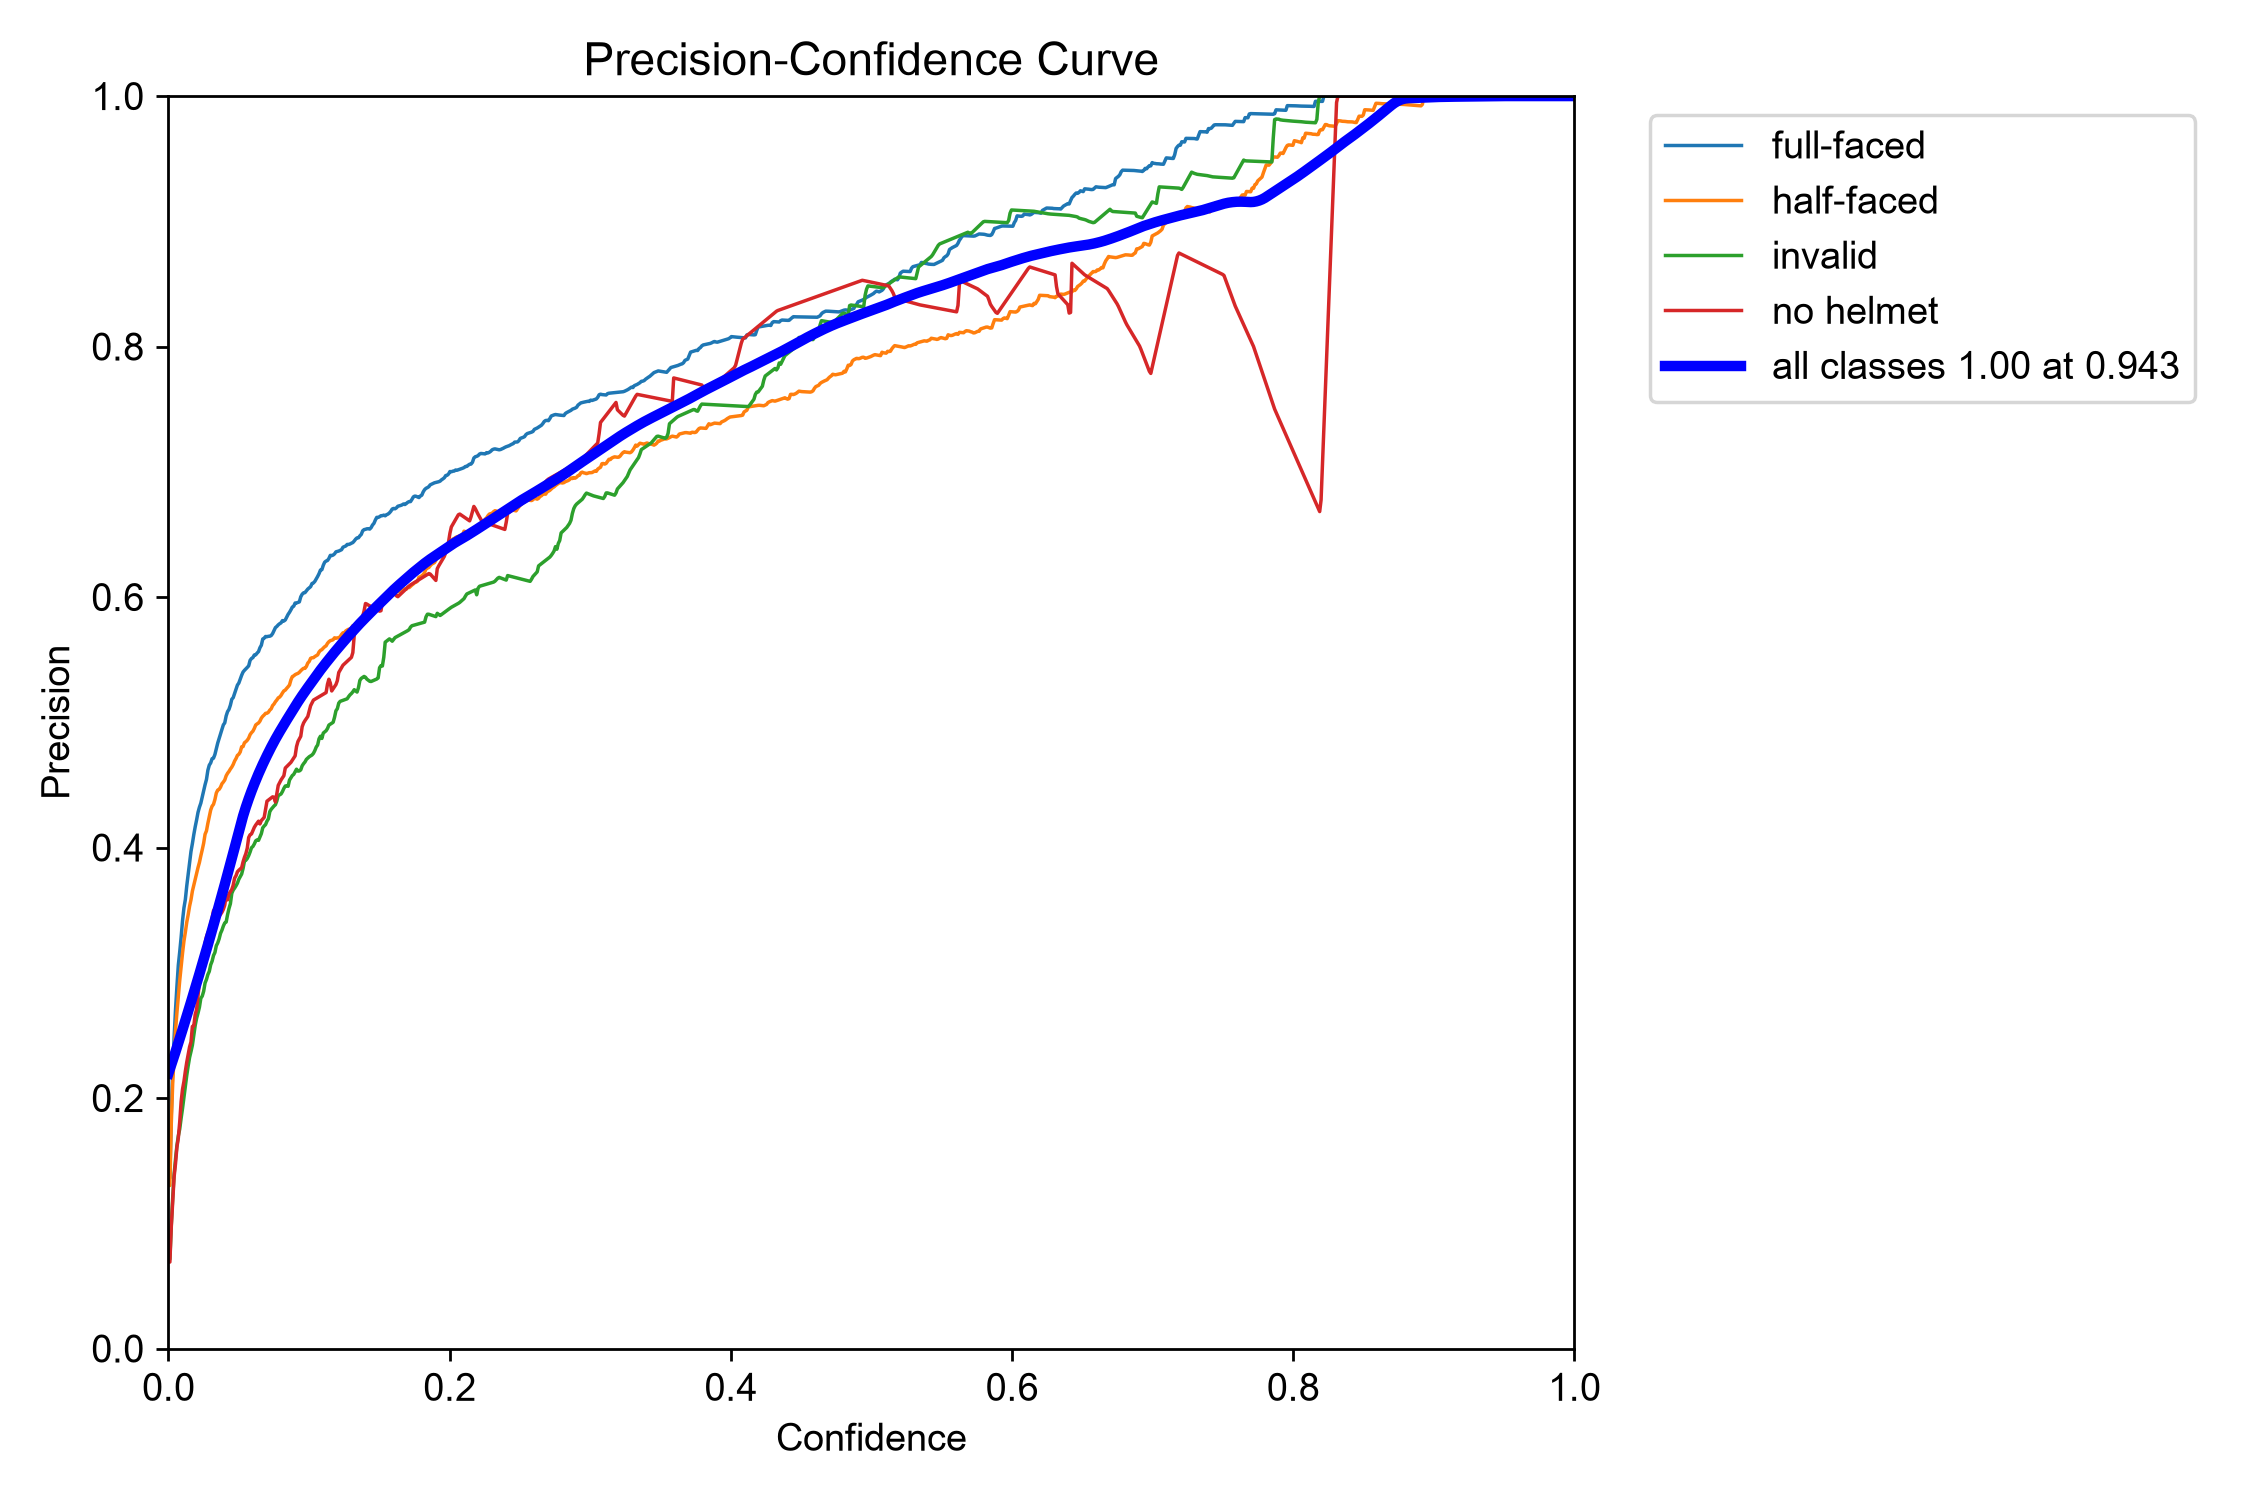 Precision-Confidence Curve
1.0
0.8
0.6
0.4
0.2
0.0
Precision
0.0 0.2 0.4 0.6 0.8 1.0
Confidence
full-faced
half-faced
invalid
no helmet
all classes 1.00 at 0.943